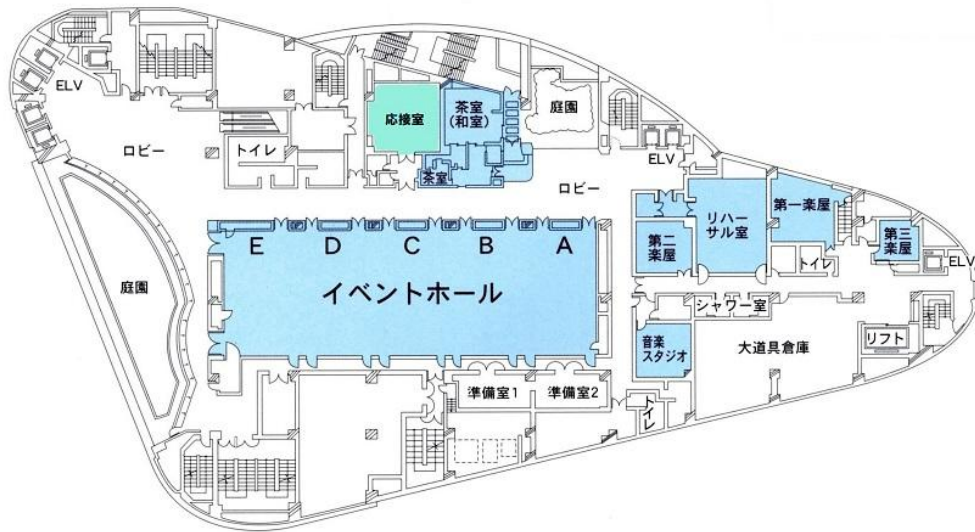 ELV
ロビー
トイレ
応接室
茶室
(和室)
茶室
庭園
ロビー
ELV
リハー
サル室
第一楽屋
第二
楽屋
第三
楽屋
トイレ
ELV
E
D
C
B
A
イベントホール
庭園
シャワー室
音楽
スタジオ
大道具倉庫
リフト
準備室1
準備室2
トイレ